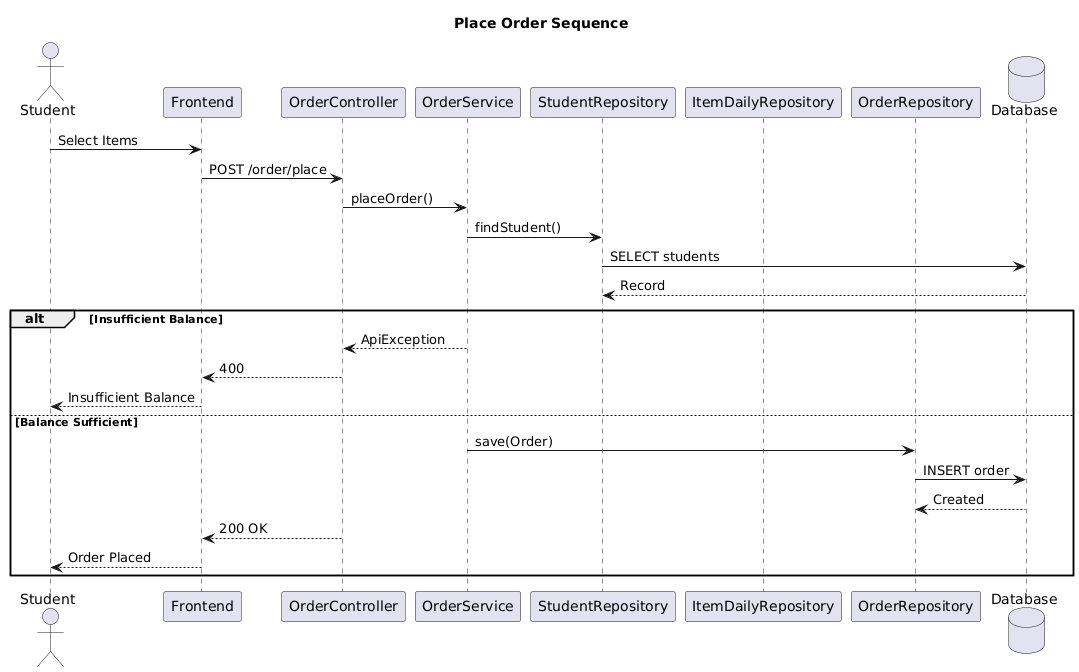 Place Order Sequence
Student
Frontend
OrderController
OrderService
StudentRepository
ItemDailyRepository
OrderRepository
Database
Select Items
POST /order/place
placeOrder()
findStudent()
SELECT students
Record
alt [Insufficient Balance]
ApiException
400
Insufficient Balance
[Balance Sufficient]
save(Order)
INSERT order
Created
200 OK
Order Placed
Student
Frontend
OrderController
OrderService
StudentRepository
ItemDailyRepository
OrderRepository
Database